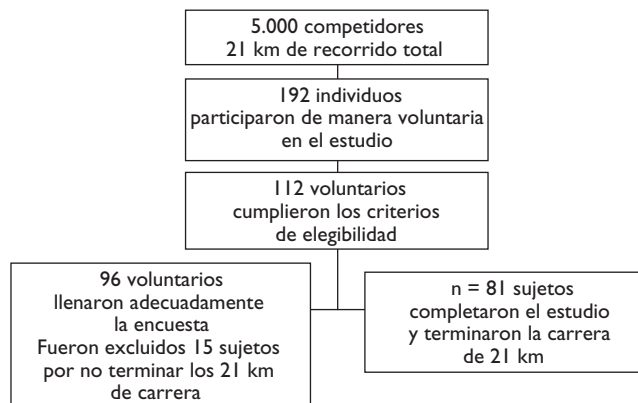 5.000 competidores
21 km de recorrido total
192 individuos
participaron de manera voluntaria
en el estudio
112 voluntarios
cumplieron los criterios
de elegibilidad
96 voluntarios
llenaron adecuadamente
la encuesta
Fueron excluidos 15 sujetos
por no terminar los 21 km
de carrera
n = 81 sujetos
completaron el estudio
y terminaron la carrera
de 21 km